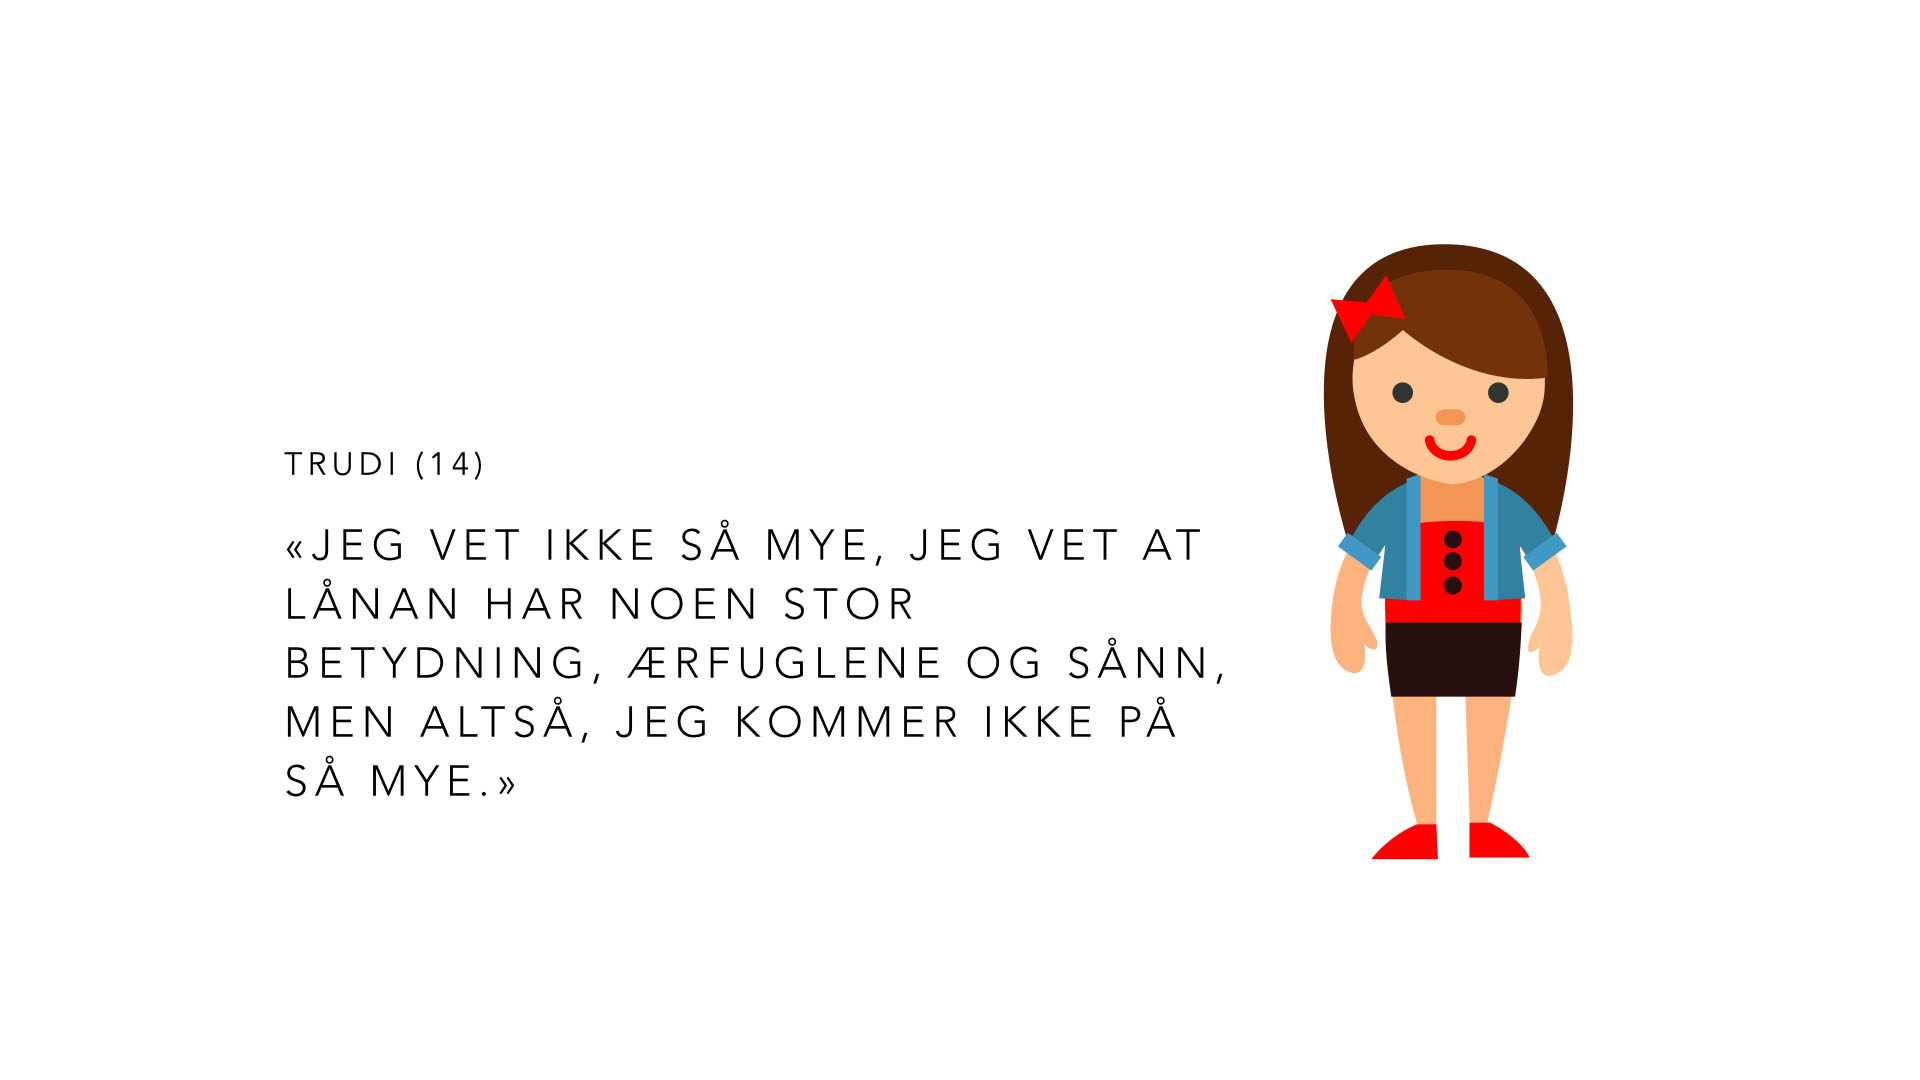 TRUDI (14)
«JEG VET IKKE SÅ MYE, JEG VET AT
LÅNAN HAR NOEN STOR
BETYDNING, ÆRFUGLENE OG SÅNN,
MEN ALTSÅ, JEG KOMMER IKKE PÅ
SÅ MYE.»